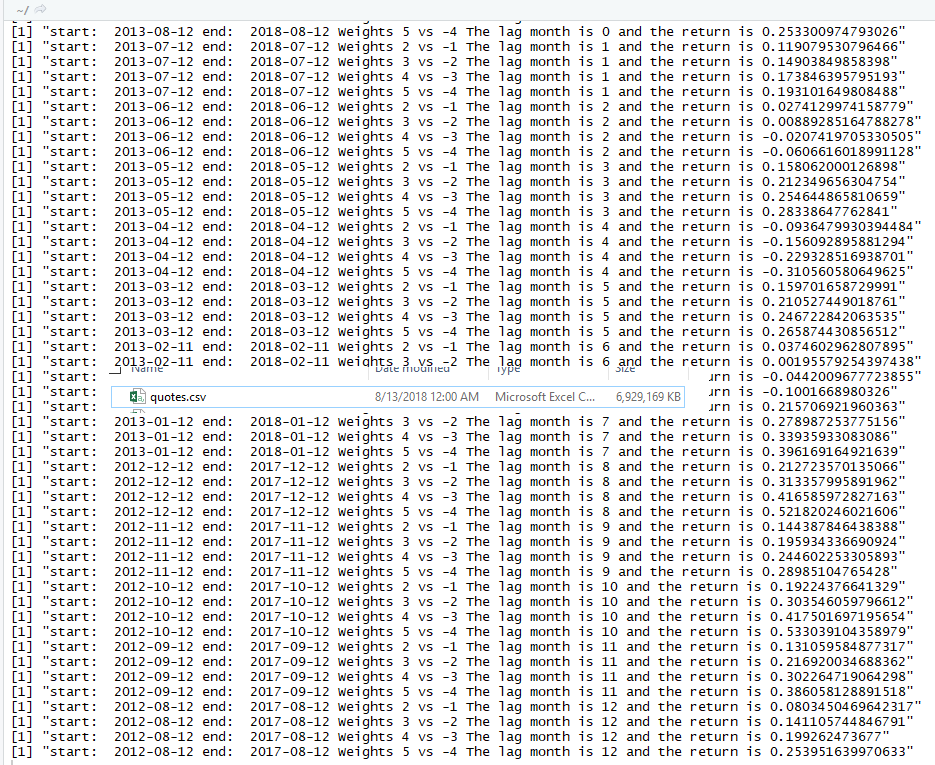 ~/
[1] "start:  2013-08-12 end:  2018-08-12 Weights 5 vs -4 The lag month is 0 and the return is 0.253300974793026"
[1] "start:  2013-07-12 end:  2018-07-12 Weights 2 vs -1 The lag month is 1 and the return is 0.119079530796466"
[1] "start:  2013-07-12 end:  2018-07-12 Weights 3 vs -2 The lag month is 1 and the return is 0.14903849858398"
[1] "start:  2013-07-12 end:  2018-07-12 Weights 4 vs -3 The lag month is 1 and the return is 0.173846395795193"
[1] "start:  2013-07-12 end:  2018-07-12 Weights 5 vs -4 The lag month is 1 and the return is 0.193101649808488"
[1] "start:  2013-06-12 end:  2018-06-12 Weights 2 vs -1 The lag month is 2 and the return is 0.0274129974158779"
[1] "start:  2013-06-12 end:  2018-06-12 Weights 3 vs -2 The lag month is 2 and the return is 0.00889285164788278"
[1] "start:  2013-06-12 end:  2018-06-12 Weights 4 vs -3 The lag month is 2 and the return is -0.0207419705330505"
[1] "start:  2013-06-12 end:  2018-06-12 Weights 5 vs -4 The lag month is 2 and the return is -0.0606616018991128"
[1] "start:  2013-05-12 end:  2018-05-12 Weights 2 vs -1 The lag month is 3 and the return is 0.158062000126898"
[1] "start:  2013-05-12 end:  2018-05-12 Weights 3 vs -2 The lag month is 3 and the return is 0.212349656304754"
[1] "start:  2013-05-12 end:  2018-05-12 Weights 4 vs -3 The lag month is 3 and the return is 0.254644865810659"
[1] "start:  2013-05-12 end:  2018-05-12 Weights 5 vs -4 The lag month is 3 and the return is 0.28338647762841"
[1] "start:  2013-04-12 end:  2018-04-12 Weights 2 vs -1 The lag month is 4 and the return is -0.0936479930394484"
[1] "start:  2013-04-12 end:  2018-04-12 Weights 3 vs -2 The lag month is 4 and the return is -0.156092895881294"
[1] "start:  2013-04-12 end:  2018-04-12 Weights 4 vs -3 The lag month is 4 and the return is -0.229328516938701"
[1] "start:  2013-04-12 end:  2018-04-12 Weights 5 vs -4 The lag month is 4 and the return is -0.310560580649625"
[1] "start:  2013-03-12 end:  2018-03-12 Weights 2 vs -1 The lag month is 5 and the return is 0.159701658729991"
[1] "start:  2013-03-12 end:  2018-03-12 Weights 3 vs -2 The lag month is 5 and the return is 0.210527449018761"
[1] "start:  2013-03-12 end:  2018-03-12 Weights 4 vs -3 The lag month is 5 and the return is 0.246722842063535"
[1] "start:  2013-03-12 end:  2018-03-12 Weights 5 vs -4 The lag month is 5 and the return is 0.265874430856512"
[1] "start:  2013-02-11 end:  2018-02-11 Weights 2 vs -1 The lag month is 6 and the return is 0.0374602962807895"
[1] "start:  2013-02-11 end:  2018-02-11 Weights 3 vs -2 The lag month is 6 and the return is 0.00195579254397438"
Name Date modified Type Size
[1] "start: urn is -0.0442009677723855"
[1] "start: urn is -0.1001668980326"
quotes.csv 8/13/2018 12:00 AM Microsoft Excel C... 6,929,169 KB
[1] "start: urn is 0.215706921960363"
[1] "start:  2013-01-12 end:  2018-01-12 Weights 3 vs -2 The lag month is 7 and the return is 0.278987253775156"
[1] "start:  2013-01-12 end:  2018-01-12 Weights 4 vs -3 The lag month is 7 and the return is 0.33935933083086"
[1] "start:  2013-01-12 end:  2018-01-12 Weights 5 vs -4 The lag month is 7 and the return is 0.396169164921639"
[1] "start:  2012-12-12 end:  2017-12-12 Weights 2 vs -1 The lag month is 8 and the return is 0.212723570135066"
[1] "start:  2012-12-12 end:  2017-12-12 Weights 3 vs -2 The lag month is 8 and the return is 0.313357995891962"
[1] "start:  2012-12-12 end:  2017-12-12 Weights 4 vs -3 The lag month is 8 and the return is 0.416585972827163"
[1] "start:  2012-12-12 end:  2017-12-12 Weights 5 vs -4 The lag month is 8 and the return is 0.521820246021606"
[1] "start:  2012-11-12 end:  2017-11-12 Weights 2 vs -1 The lag month is 9 and the return is 0.144387846438388"
[1] "start:  2012-11-12 end:  2017-11-12 Weights 3 vs -2 The lag month is 9 and the return is 0.195934336690924"
[1] "start:  2012-11-12 end:  2017-11-12 Weights 4 vs -3 The lag month is 9 and the return is 0.244602253305893"
[1] "start:  2012-11-12 end:  2017-11-12 Weights 5 vs -4 The lag month is 9 and the return is 0.28985104765428"
[1] "start:  2012-10-12 end:  2017-10-12 Weights 2 vs -1 The lag month is 10 and the return is 0.19224376641329"
[1] "start:  2012-10-12 end:  2017-10-12 Weights 3 vs -2 The lag month is 10 and the return is 0.303546059796612"
[1] "start:  2012-10-12 end:  2017-10-12 Weights 4 vs -3 The lag month is 10 and the return is 0.417501697195654"
[1] "start:  2012-10-12 end:  2017-10-12 Weights 5 vs -4 The lag month is 10 and the return is 0.533039104358979"
[1] "start:  2012-09-12 end:  2017-09-12 Weights 2 vs -1 The lag month is 11 and the return is 0.131059584877317"
[1] "start:  2012-09-12 end:  2017-09-12 Weights 3 vs -2 The lag month is 11 and the return is 0.216920034688362"
[1] "start:  2012-09-12 end:  2017-09-12 Weights 4 vs -3 The lag month is 11 and the return is 0.302264719064298"
[1] "start:  2012-09-12 end:  2017-09-12 Weights 5 vs -4 The lag month is 11 and the return is 0.386058128891518"
[1] "start:  2012-08-12 end:  2017-08-12 Weights 2 vs -1 The lag month is 12 and the return is 0.0803450469642317"
[1] "start:  2012-08-12 end:  2017-08-12 Weights 3 vs -2 The lag month is 12 and the return is 0.141105744846791"
[1] "start:  2012-08-12 end:  2017-08-12 Weights 4 vs -3 The lag month is 12 and the return is 0.199262473677"
[1] "start:  2012-08-12 end:  2017-08-12 Weights 5 vs -4 The lag month is 12 and the return is 0.253951639970633"